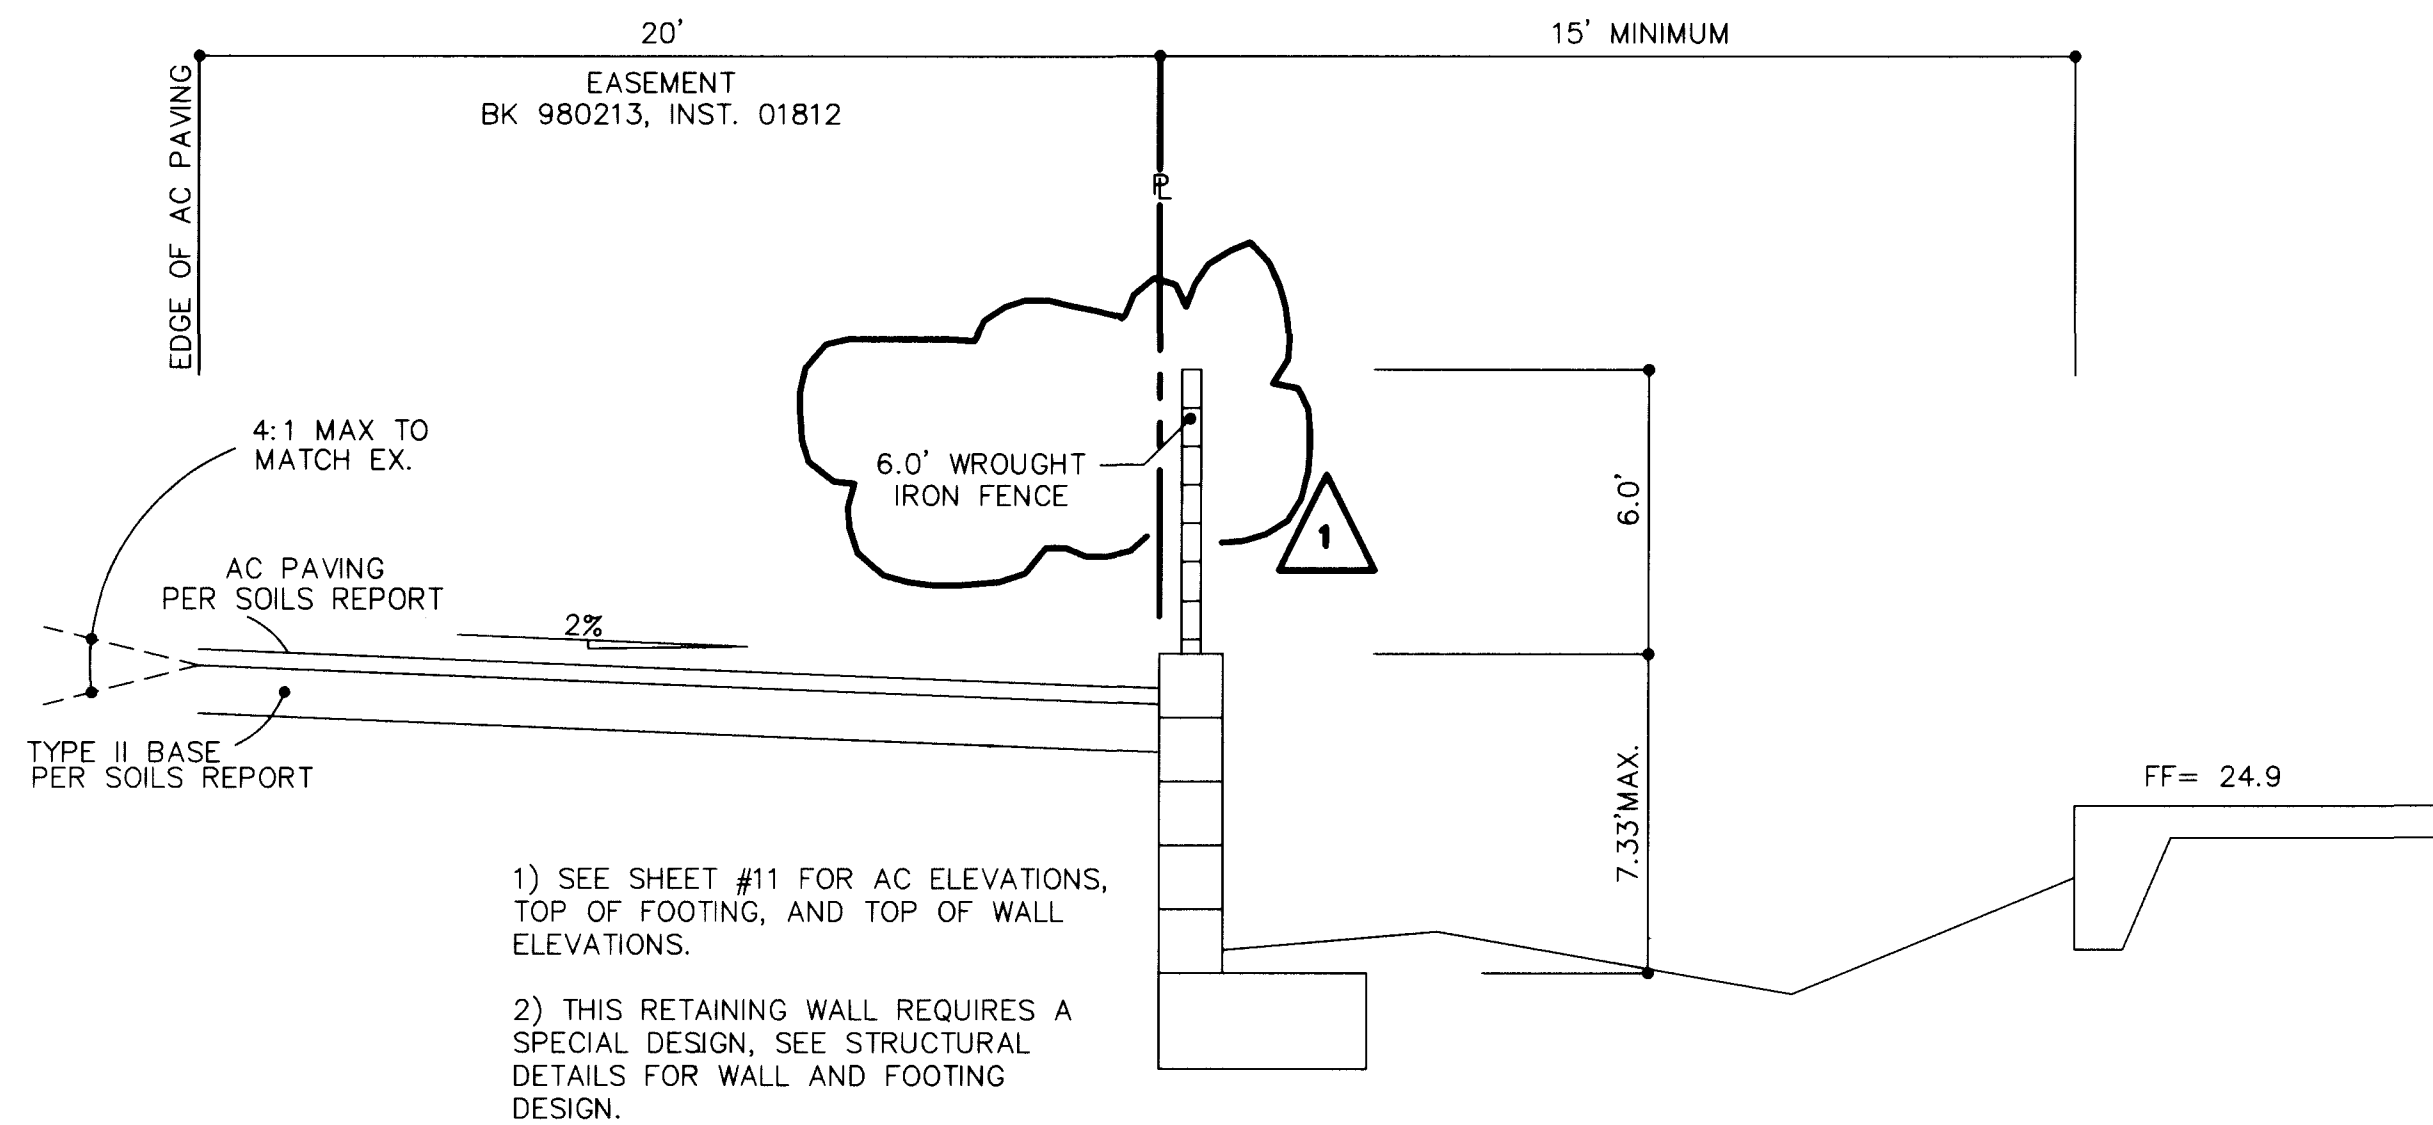 20'
15' MINIMUM
EASEMENT
BK 980213, INST. 01812
EDGE OF AC PAVING
PL
4:1 MAX TO
MATCH EX.
6.0' WROUGHT
IRON FENCE
6.0'
1
AC PAVING
PER SOILS REPORT
2%
TYPE II BASE
PER SOILS REPORT
7.33'MAX.
FF= 24.9
1) SEE SHEET #11 FOR AC ELEVATIONS,
TOP OF FOOTING, AND TOP OF WALL
ELEVATIONS.
2) THIS RETAINING WALL REQUIRES A
SPECIAL DESIGN, SEE STRUCTURAL
DETAILS FOR WALL AND FOOTING
DESIGN.